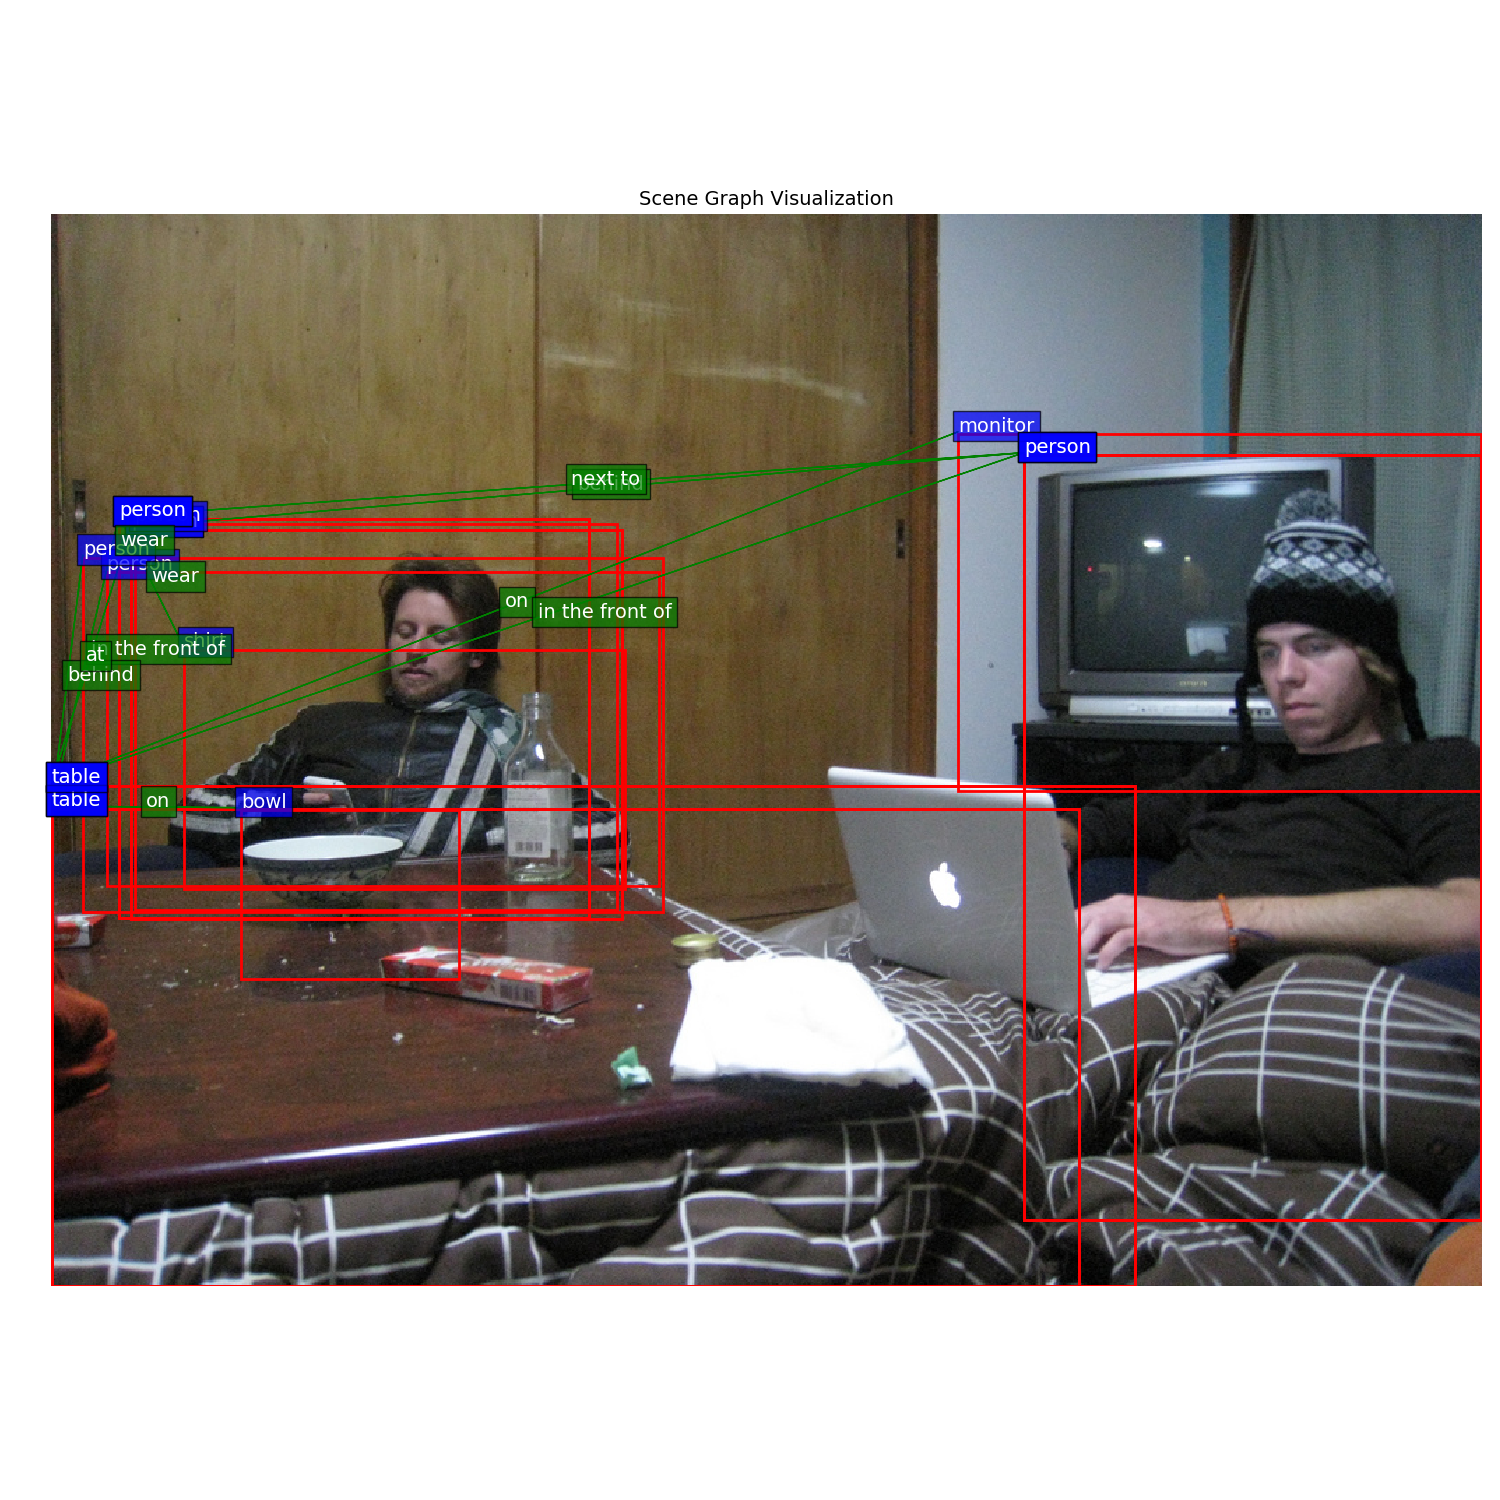 Scene Graph Visualization
monitor
person
next to
behind
person
wear
person
person
wear
on
in the front of
shirt
in the front of
at
behind
table
table
on
bowl